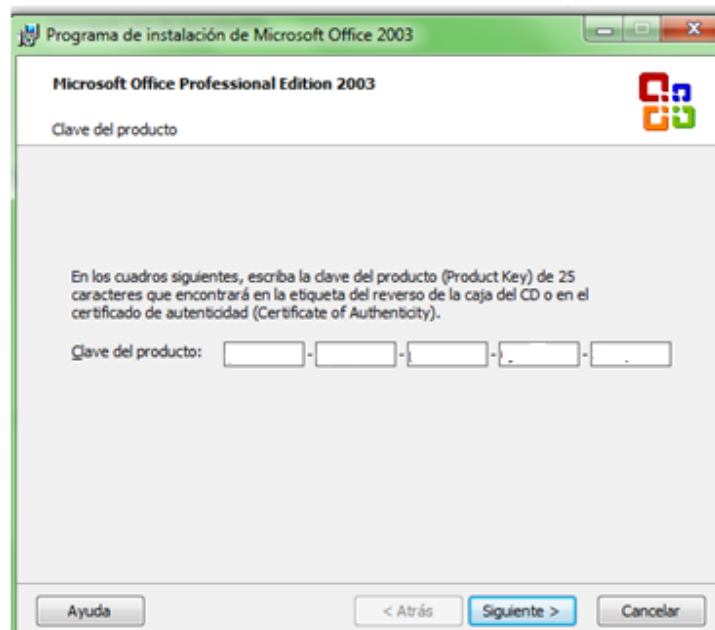 Programa de instalación de Microsoft Office 2003
Microsoft Office Professional Edition 2003
Clave del producto
En los cuadros siguientes, escriba la clave del producto (Product Key) de 25
caracteres que encontrará en la etiqueta del reverso de la caja del CD o en el
certificado de autenticidad (Certificate of Authenticity).
Clave del producto: - - - -
Ayuda < Atrás Siguiente > Cancelar